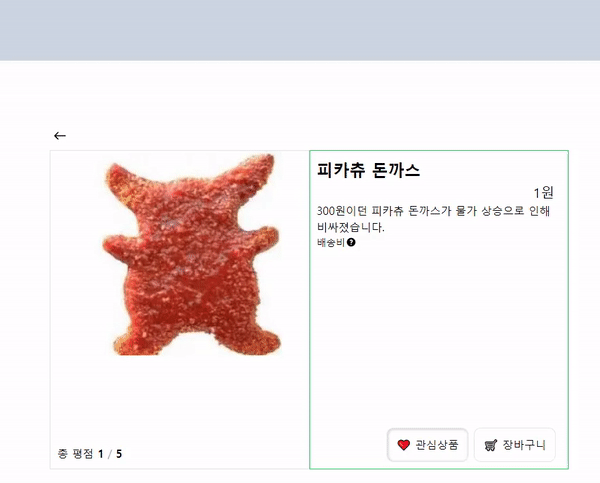 피카츄 돈까스
1원
300원이던 피카츄 돈까스가 물가 상승으로 인해
비싸졌습니다.
배송비?
관심상품
장바구니
총 평점 1 / 5